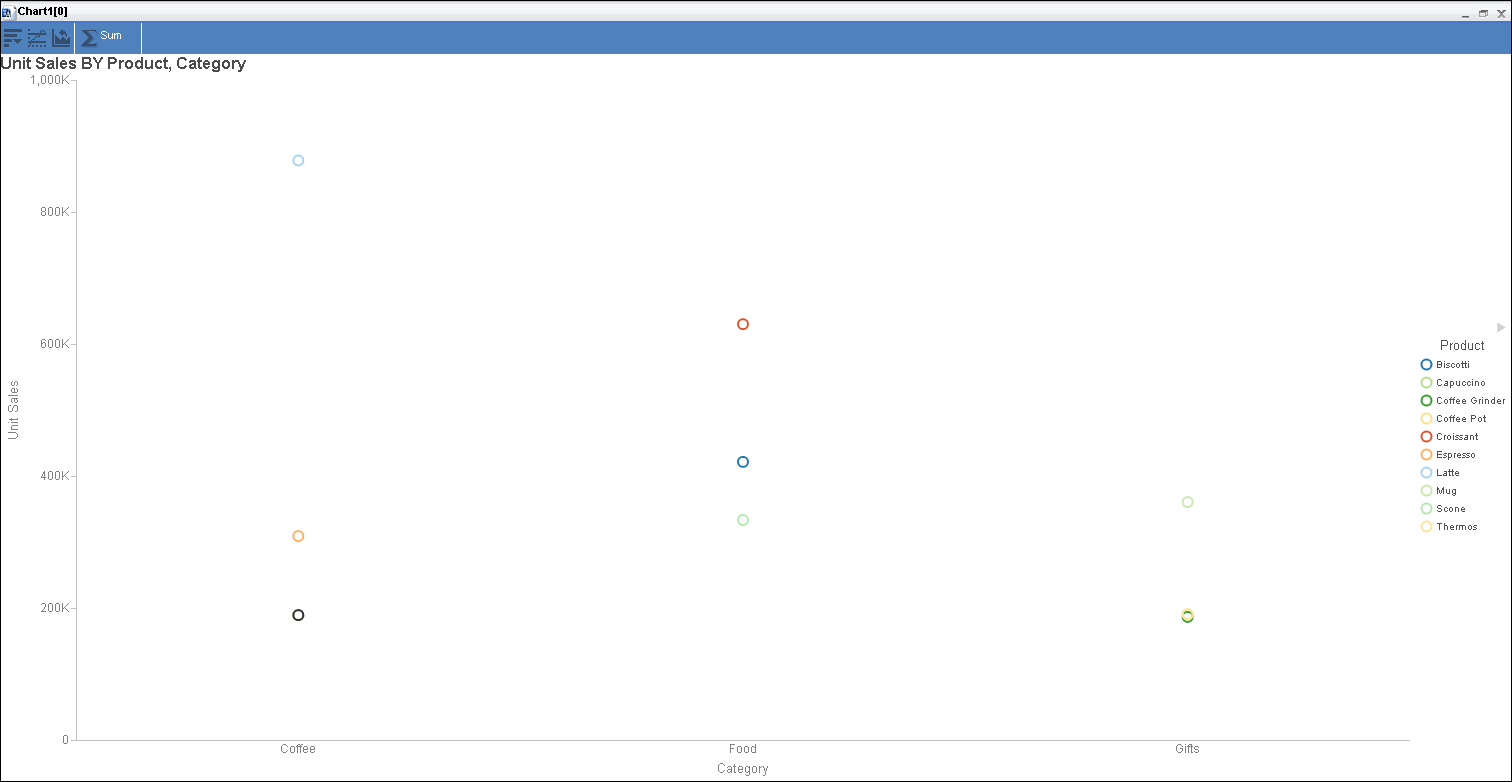 Chart1[0]
Sum
Unit Sales BY Product, Category
1,000K
800K
600K
400K
200K
0
Unit Sales
Coffee
Food
Gifts
Category
Product
Biscotti
Capuccino
Coffee Grinder
Coffee Pot
Croissant
Espresso
Latte
Mug
Scone
Thermos